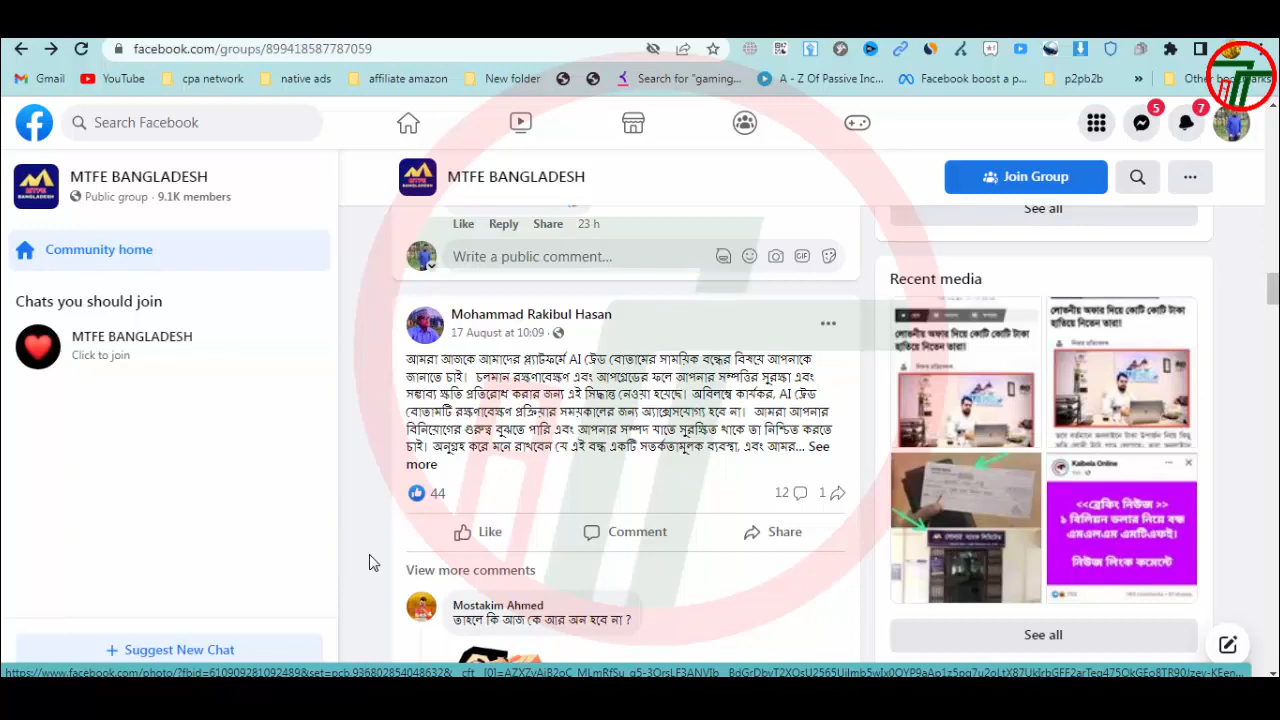 facebook.com/groups/899418587787059
Gmail
YouTube
cpa network
native ads
affiliate amazon
New folder
Search for "gaming...
A - Z Of Passive Inc...
Facebook boost a p...
p2pb2b
»
Other bookmarks
Search Facebook
5
7
MTFE BANGLADESH
Public group · 9.1K members
MTFE BANGLADESH
Join Group
Community home
Chats you should join
MTFE BANGLADESH
Click to join
Suggest New Chat
Like Reply Share 23 h
Write a public comment...
GIF
Mohammad Rakibul Hasan
17 August at 10:09 ·
আমরা আজকে আমাদের প্ল্যাটফর্মে AI ট্রেড বোতামের সাময়িক বন্ধের বিষয়ে আপনাকে
জানাতে চাই। চলমান রক্ষণাবেক্ষণ এবং আপগ্রেডের ফলে আপনার সম্পত্তির সুরক্ষা এবং
সম্ভাব্য ক্ষতি প্রতিরোধ করার জন্য এই সিদ্ধান্ত নেওয়া হয়েছে। অবিলম্বে কার্যকর, AI ট্রেড
বোতামটি রক্ষণাবেক্ষণ প্রক্রিয়ার সময়কালের জন্য অ্যাক্সেসযোগ্য হবে না। আমরা আপনার
বিনিয়োগের গুরুত্ব বুঝতে পারি এবং আপনার সম্পদ যাতে সুরক্ষিত থাকে তা নিশ্চিত করতে
চাই। অনুগ্রহ করে মনে রাখবেন যে এই বন্ধ একটি সতর্কতামূলক ব্যবস্থা, এবং আমর... See
more
44
12
1
Like
Comment
Share
View more comments
Mostakim Ahmed
তাহলে কি আজ কে আর অন হবে না ?
See all
Recent media
লোভনীয় অফার দিয়ে কোটি কোটি টাকা
হাতিয়ে নিতেন তারা!
লোভনীয় অফার দিয়ে কোটি কোটি টাকা
হাতিয়ে নিতেন তারা!
Kaibela Online
<<ব্রেকিং নিউজ >>
১ বিলিয়ন ডলার নিয়ে বন্ধ
এমএলএম এমটিএফই।
নিউজ লিংক কমেন্টে
See all